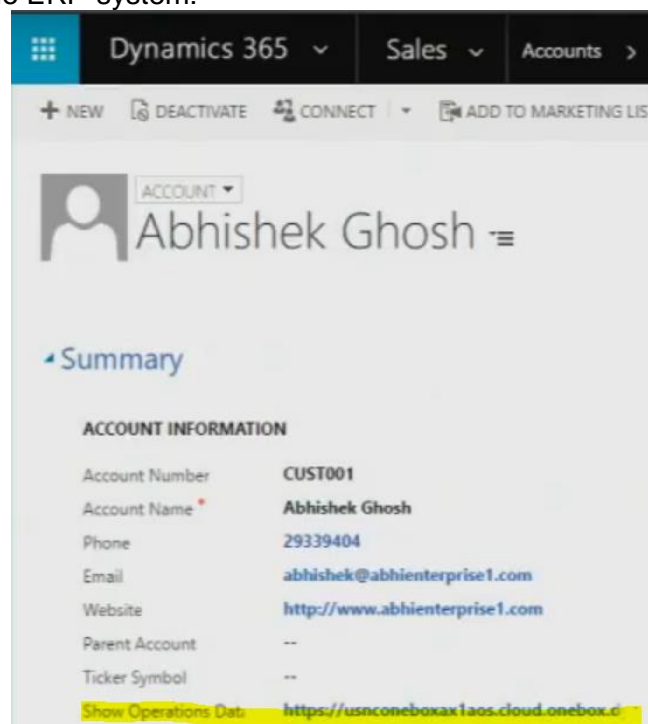 ERP system.
Dynamics 365 Sales Accounts >
+ NEW DEACTIVATE CONNECT ADD TO MARKETING LIS
ACCOUNT
Abhishek Ghosh
Summary
ACCOUNT INFORMATION
Account Number CUST001
Account Name * Abhishek Ghosh
Phone 29339404
Email abhishek@abhienterprise1.com
Website http://www.abhienterprise1.com
Parent Account --
Ticker Symbol --
Show Operations Dat https://usnconeboxax1aos.cloud.onebox.d